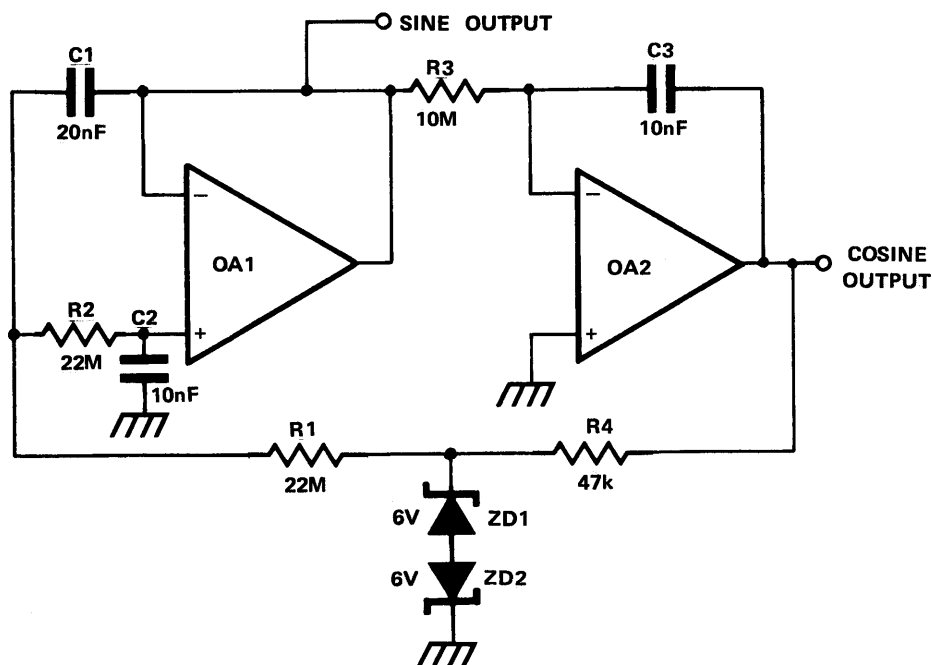 SINE OUTPUT
C1
20nF
R3
10M
C3
10nF
−
OA1
+
−
OA2
+
COSINE
OUTPUT
R2
22M
C2
10nF
R1
22M
R4
47k
6V
ZD1
6V
ZD2